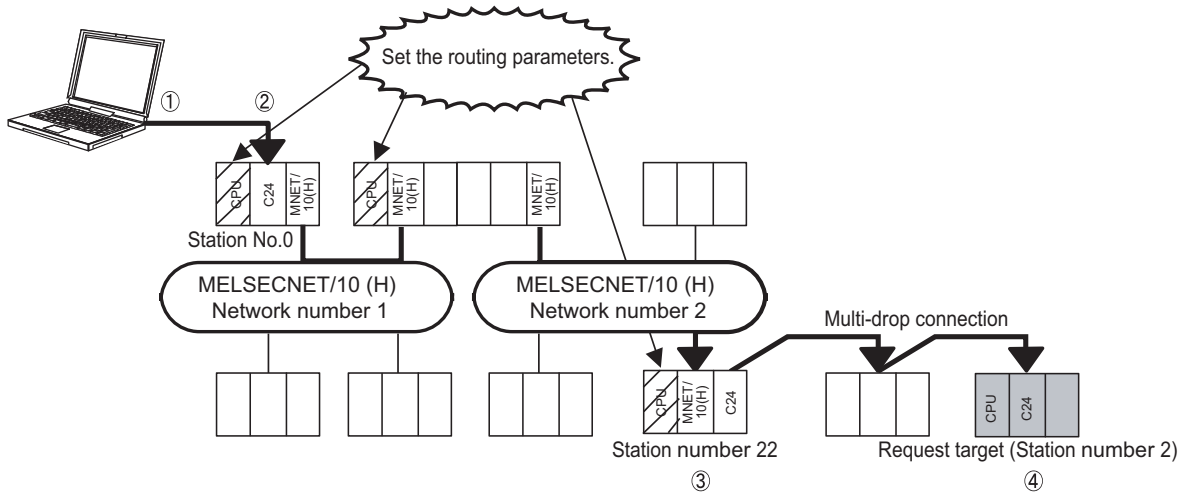 Set the routing parameters.
① ②
CPU
C24
MNET/
10(H)
CPU
MNET/
10(H)
MNET/
10(H)
Station No.0
MELSECNET/10 (H)
Network number 1
MELSECNET/10 (H)
Network number 2
Multi-drop connection
CPU
MNET/
10(H)
C24
CPU
C24
Station number 22
Request target (Station number 2)
③ ④